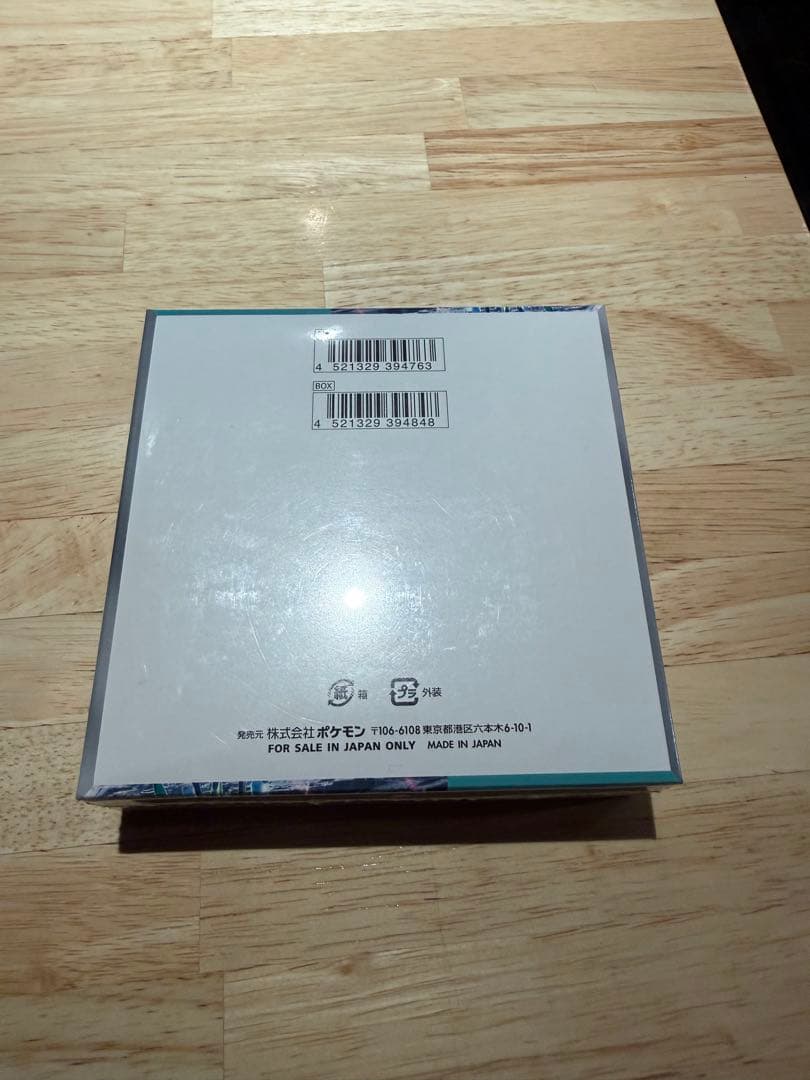 4 521329 394763
BOX
4 521329 394848
紙 箱 プラ 外装
発売元 株式会社ポケモン 〒106-6108 東京都港区六本木6-10-1
FOR SALE IN JAPAN ONLY MADE IN JAPAN